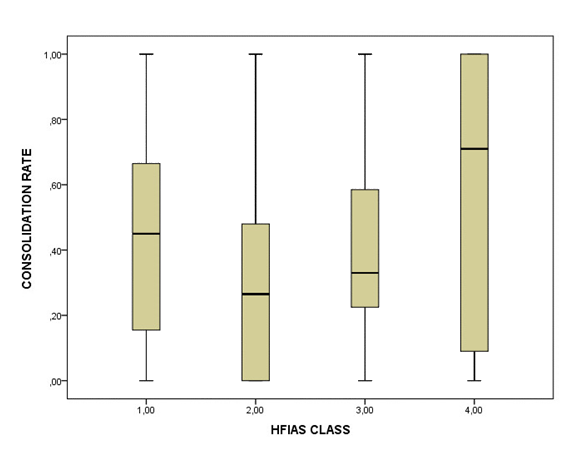 1,00
,80
,60
,40
,20
,00
CONSOLIDATION RATE
1,00 2,00 3,00 4,00
HFIAS CLASS